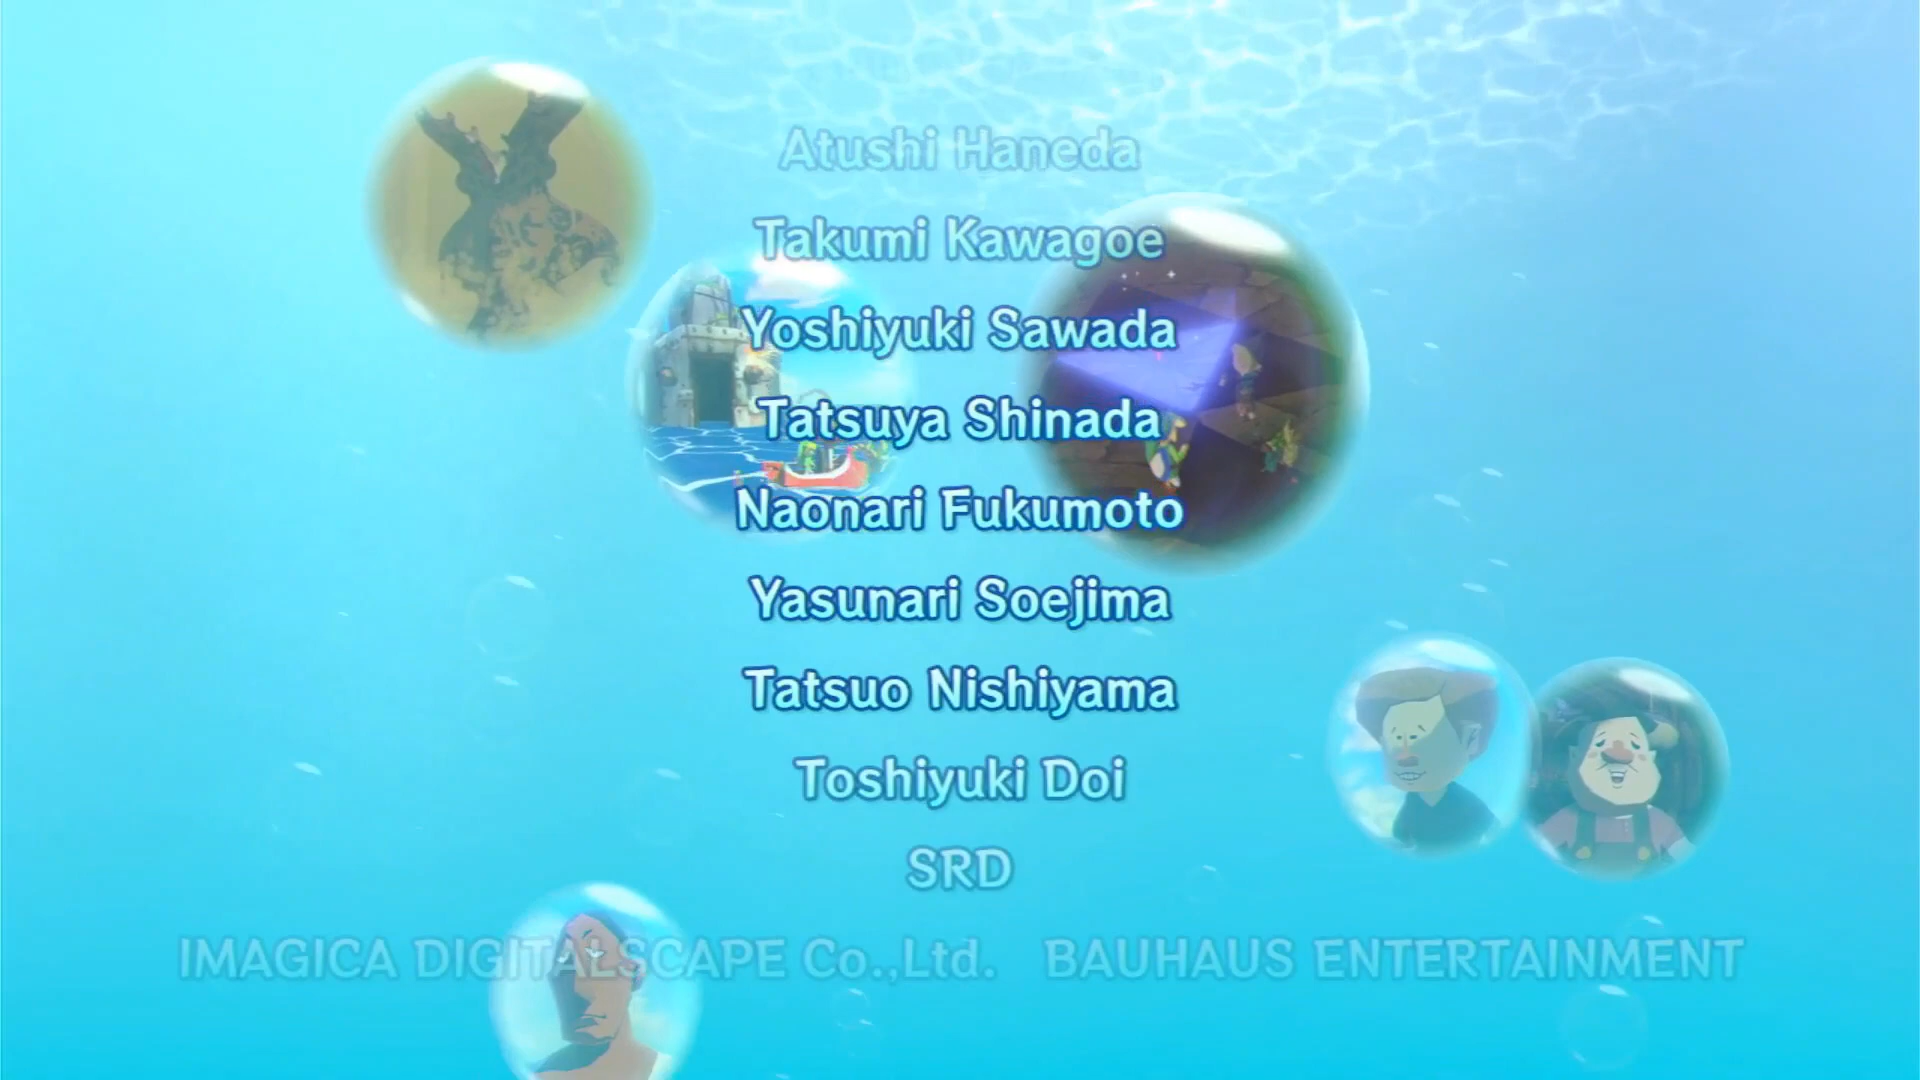 Atushi Haneda
Takumi Kawagoe
Yoshiyuki Sawada
Tatsuya Shinada
Naonari Fukumoto
Yasunari Soejima
Tatsuo Nishiyama
Toshiyuki Doi
SRD
IMAGICA DIGITALSCAPE Co.,Ltd. BAUHAUS ENTERTAINMENT